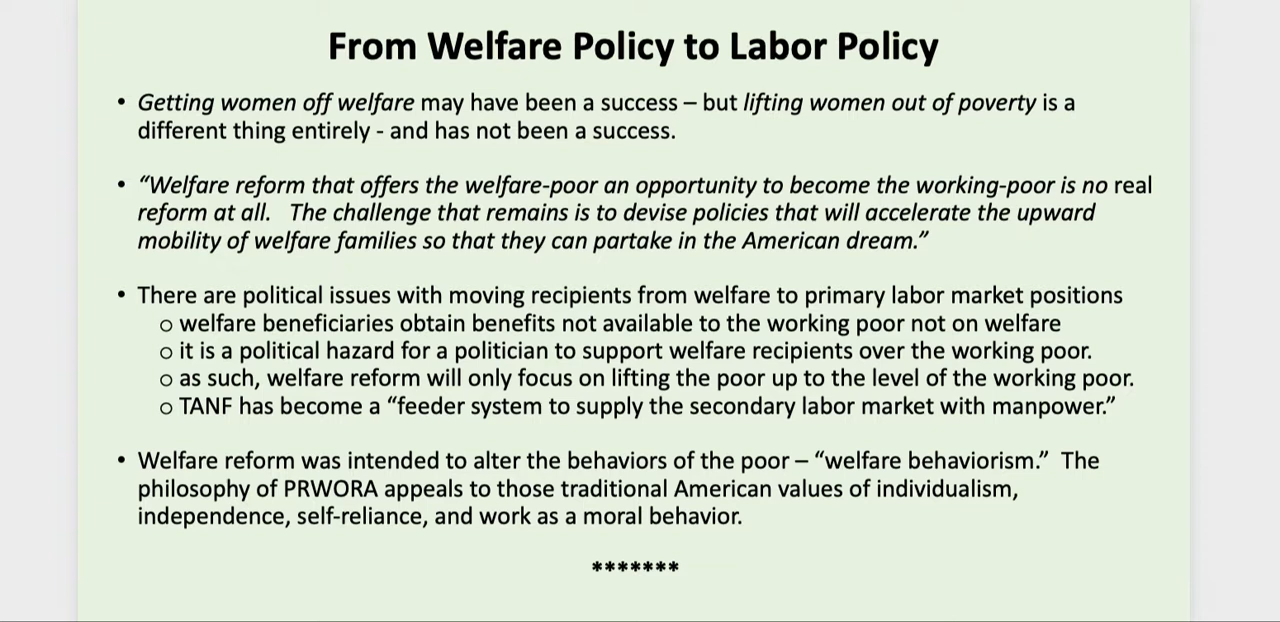 From Welfare Policy to Labor Policy
• Getting women off welfare may have been a success – but lifting women out of poverty is a
different thing entirely - and has not been a success.
• “Welfare reform that offers the welfare-poor an opportunity to become the working-poor is no real
reform at all.   The challenge that remains is to devise policies that will accelerate the upward
mobility of welfare families so that they can partake in the American dream.”
• There are political issues with moving recipients from welfare to primary labor market positions
o welfare beneficiaries obtain benefits not available to the working poor not on welfare
o it is a political hazard for a politician to support welfare recipients over the working poor.
o as such, welfare reform will only focus on lifting the poor up to the level of the working poor.
o TANF has become a “feeder system to supply the secondary labor market with manpower.”
• Welfare reform was intended to alter the behaviors of the poor – “welfare behaviorism.”  The
philosophy of PRWORA appeals to those traditional American values of individualism,
independence, self-reliance, and work as a moral behavior.
*******